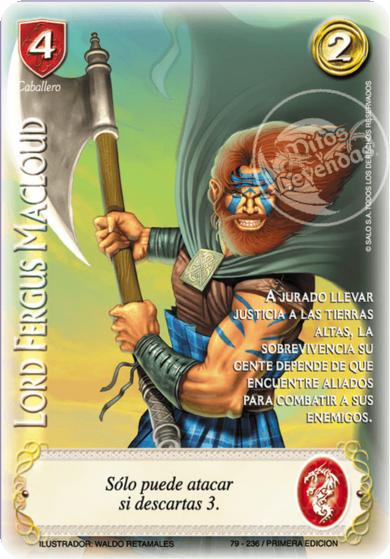 4
2
Caballero
LORD FERGUS MACLOUD
Mitos
y
Leyendas
© SALO S.A. TODOS LOS DERECHOS RESERVADOS
A JURADO LLEVAR
JUSTICIA A LAS TIERRAS
ALTAS, LA
SOBREVIVENCIA SU
GENTE DEPENDE DE QUE
ENCUENTRE ALIADOS
PARA COMBATIR A SUS
ENEMIGOS.
Sólo puede atacar
si descartas 3.
ILUSTRADOR: WALDO RETAMALES
79 - 236 / PRIMERA EDICION